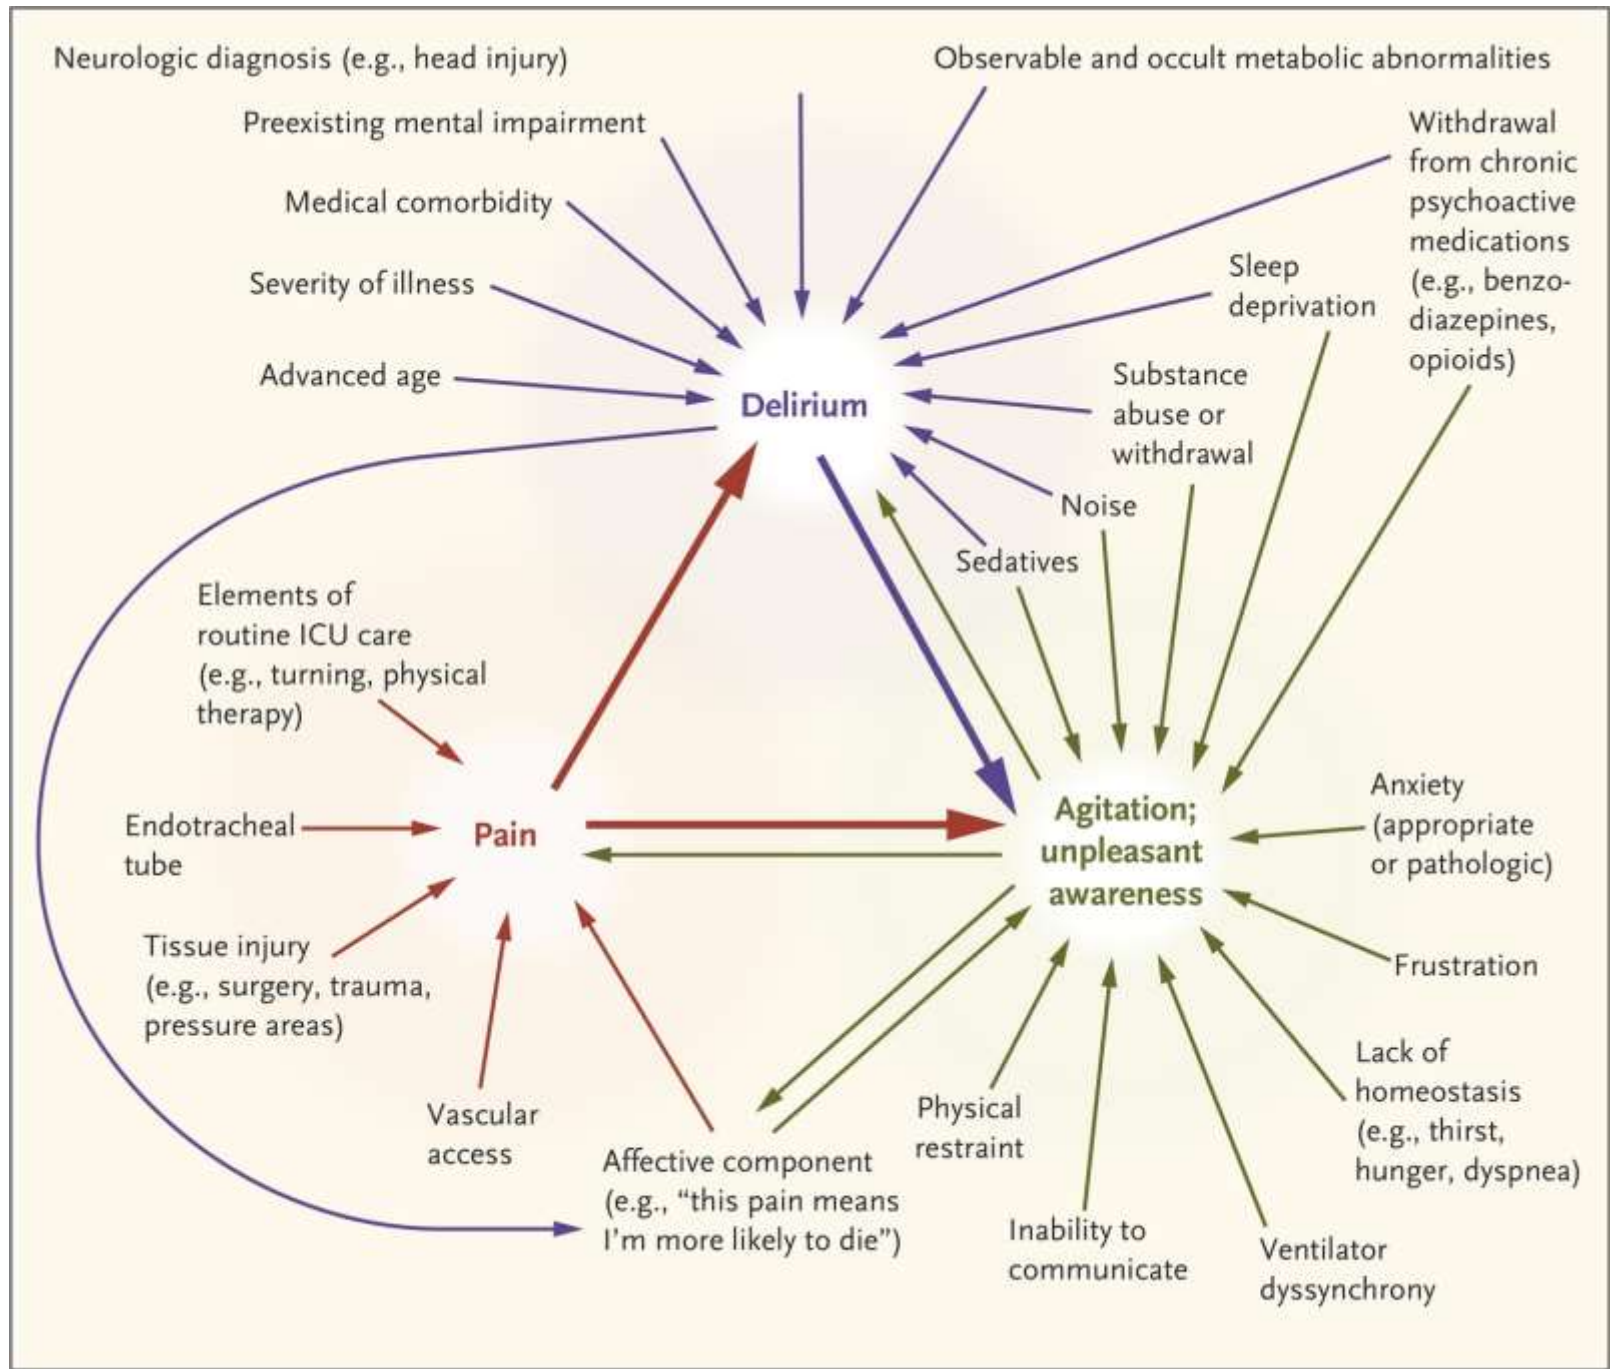 Neurologic diagnosis (e.g., head injury)
Observable and occult metabolic abnormalities
Preexisting mental impairment
Withdrawal
from chronic
psychoactive
medications
(e.g., benzo-
diazepines,
opioids)
Medical comorbidity
Severity of illness
Sleep
deprivation
Advanced age
Substance
abuse or
withdrawal
Delirium
Noise
Sedatives
Elements of
routine ICU care
(e.g., turning, physical
therapy)
Endotracheal
tube
Pain
Agitation;
unpleasant
awareness
Anxiety
(appropriate
or pathologic)
Tissue injury
(e.g., surgery, trauma,
pressure areas)
Frustration
Vascular
access
Affective component
(e.g., “this pain means
I’m more likely to die”)
Physical
restraint
Lack of
homeostasis
(e.g., thirst,
hunger, dyspnea)
Inability to
communicate
Ventilator
dyssynchrony